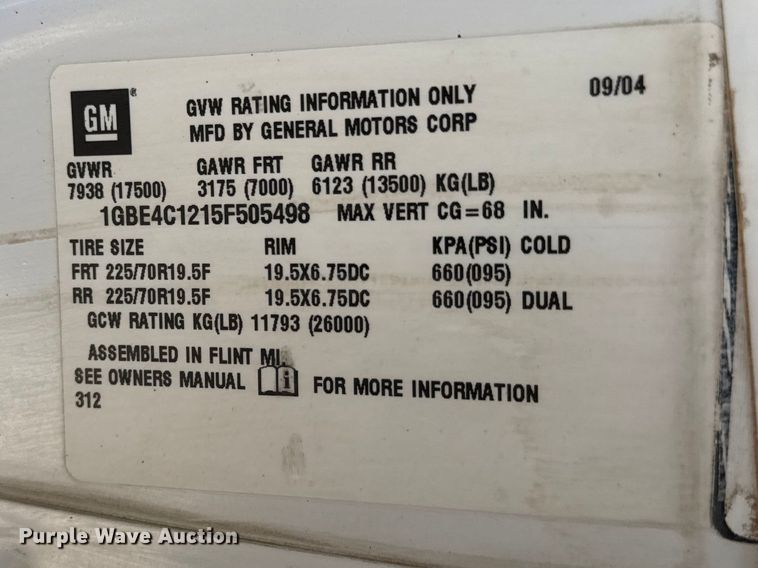 GM ®
GVW RATING INFORMATION ONLY 09/04
MFD BY GENERAL MOTORS CORP
GVWR GAWR FRT GAWR RR
7938 (17500) 3175 (7000) 6123 (13500) KG(LB)
1GBE4C1215F505498 MAX VERT CG=68 IN.
TIRE SIZE RIM KPA(PSI) COLD
FRT 225/70R19.5F 19.5X6.75DC 660(095)
RR 225/70R19.5F 19.5X6.75DC 660(095) DUAL
GCW RATING KG(LB) 11793 (26000)
ASSEMBLED IN FLINT MI.
SEE OWNERS MANUAL i FOR MORE INFORMATION
312
Purple Wave Auction